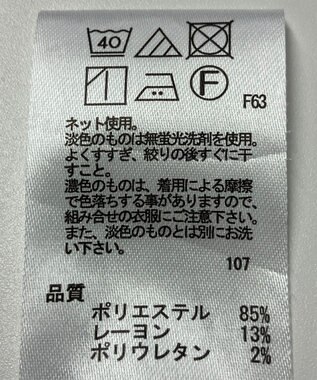 40
F
F63
ネット使用。
淡色のものは無蛍光洗剤を使用。
よくすすぎ、絞りの後すぐに干
すこと。
濃色のものは、着用による摩擦
で色落ちする事がありますので、
組み合せの衣服にご注意下さい。
また、淡色のものとは別にお洗
い下さい。
107
品質
ポリエステル 85%
レーヨン 13%
ポリウレタン 2%